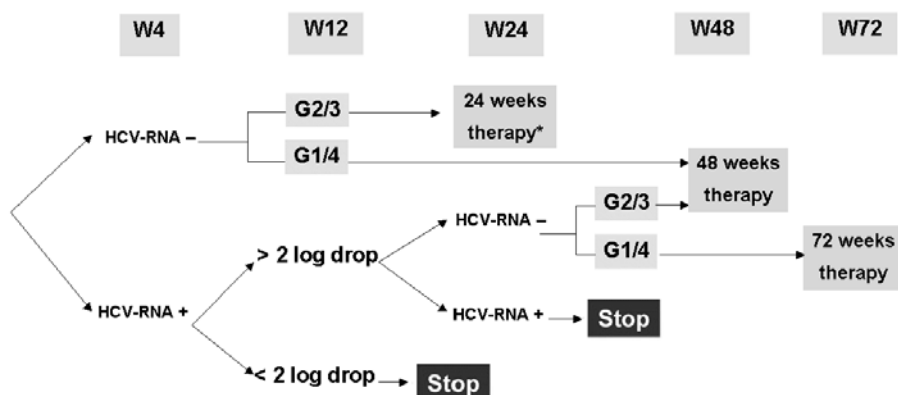 W4
W12
W24
W48
W72
G2/3
24 weeks
therapy*
HCV-RNA –
G1/4
48 weeks
therapy
G2/3
HCV-RNA –
G1/4
72 weeks
therapy
> 2 log drop
HCV-RNA +
HCV-RNA +
Stop
< 2 log drop
Stop